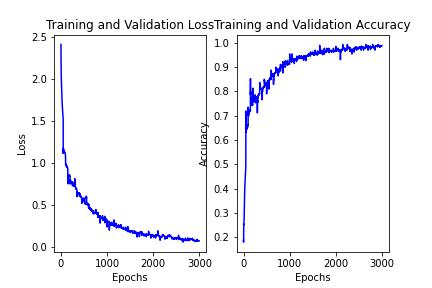 Training and Validation Loss
2.5
2.0
1.5
1.0
0.5
0.0
Loss
0 1000 2000 3000
Epochs
Training and Validation Accuracy
1.0
0.9
0.8
0.7
0.6
0.5
0.4
0.3
0.2
Accuracy
0 1000 2000 3000
Epochs